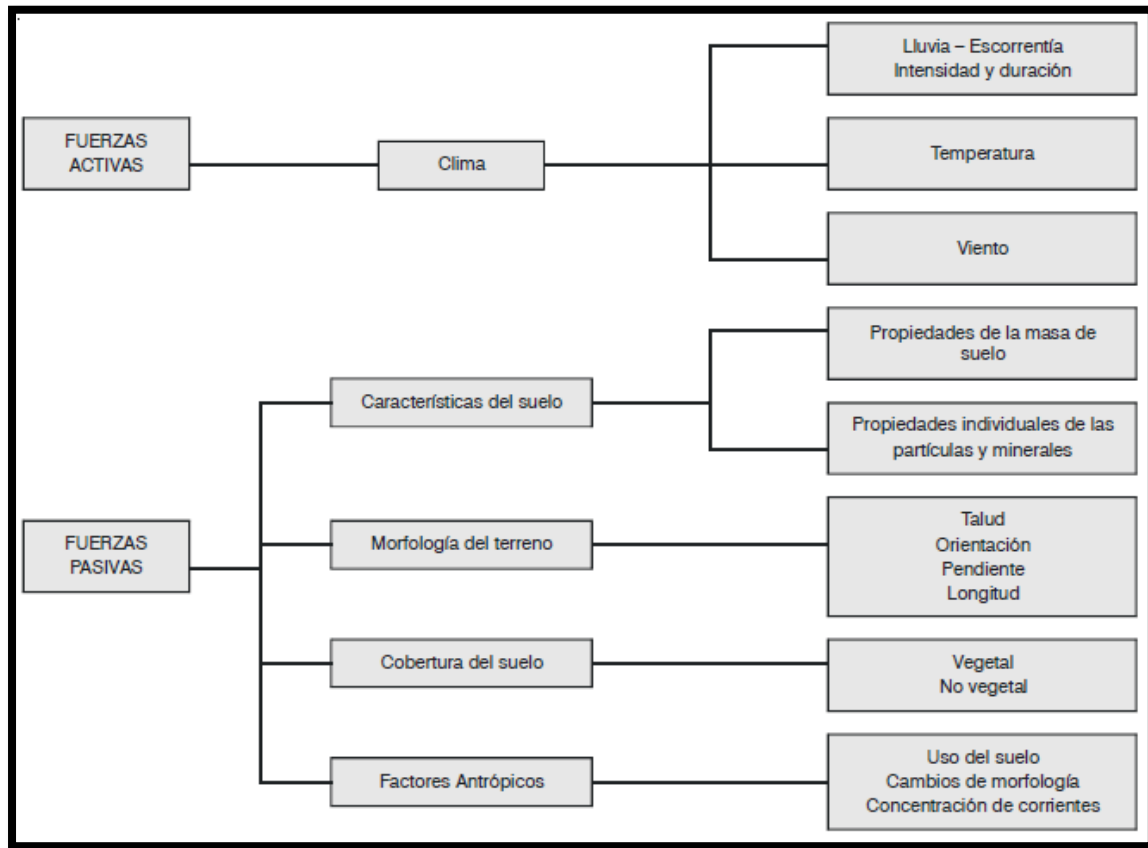 FUERZAS
ACTIVAS
Clima
Lluvia – Escorrentía
Intensidad y duración
Temperatura
Viento
FUERZAS
PASIVAS
Características del suelo
Propiedades de la masa de
suelo
Propiedades individuales de las
partículas y minerales
Morfología del terreno
Talud
Orientación
Pendiente
Longitud
Cobertura del suelo
Vegetal
No vegetal
Factores Antrópicos
Uso del suelo
Cambios de morfología
Concentración de corrientes